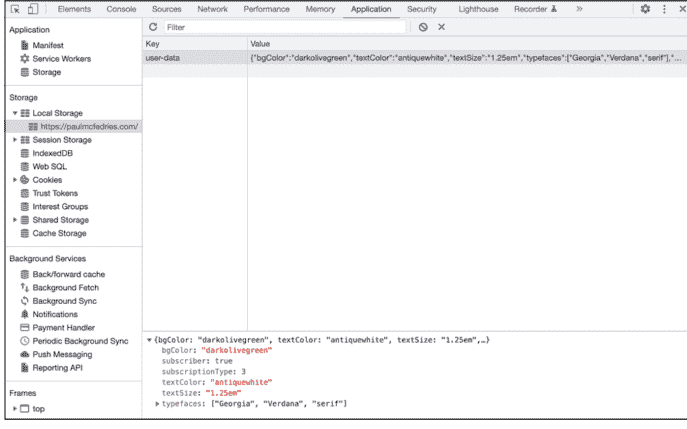 Elements Console Sources Network Performance Memory Application Security Lighthouse Recorder »
Application
Manifest
Service Workers
Storage
Storage
Local Storage
https://paulmcfedries.com/
Session Storage
IndexedDB
Web SQL
Cookies
Trust Tokens
Interest Groups
Shared Storage
Cache Storage
Background Services
Back/forward cache
Background Fetch
Background Sync
Notifications
Payment Handler
Periodic Background Sync
Push Messaging
Reporting API
Frames
top
Filter
Key Value
user-data {"bgColor":"darkolivegreen","textColor":"antiquewhite","textSize":"1.25em","typefaces":["Georgia","Verdana","serif"],"…
{bgColor: "darkolivegreen", textColor: "antiquewhite", textSize: "1.25em",…}
bgColor: "darkolivegreen"
subscriber: true
subscriptionType: 3
textColor: "antiquewhite"
textSize: "1.25em"
typefaces: ["Georgia", "Verdana", "serif"]